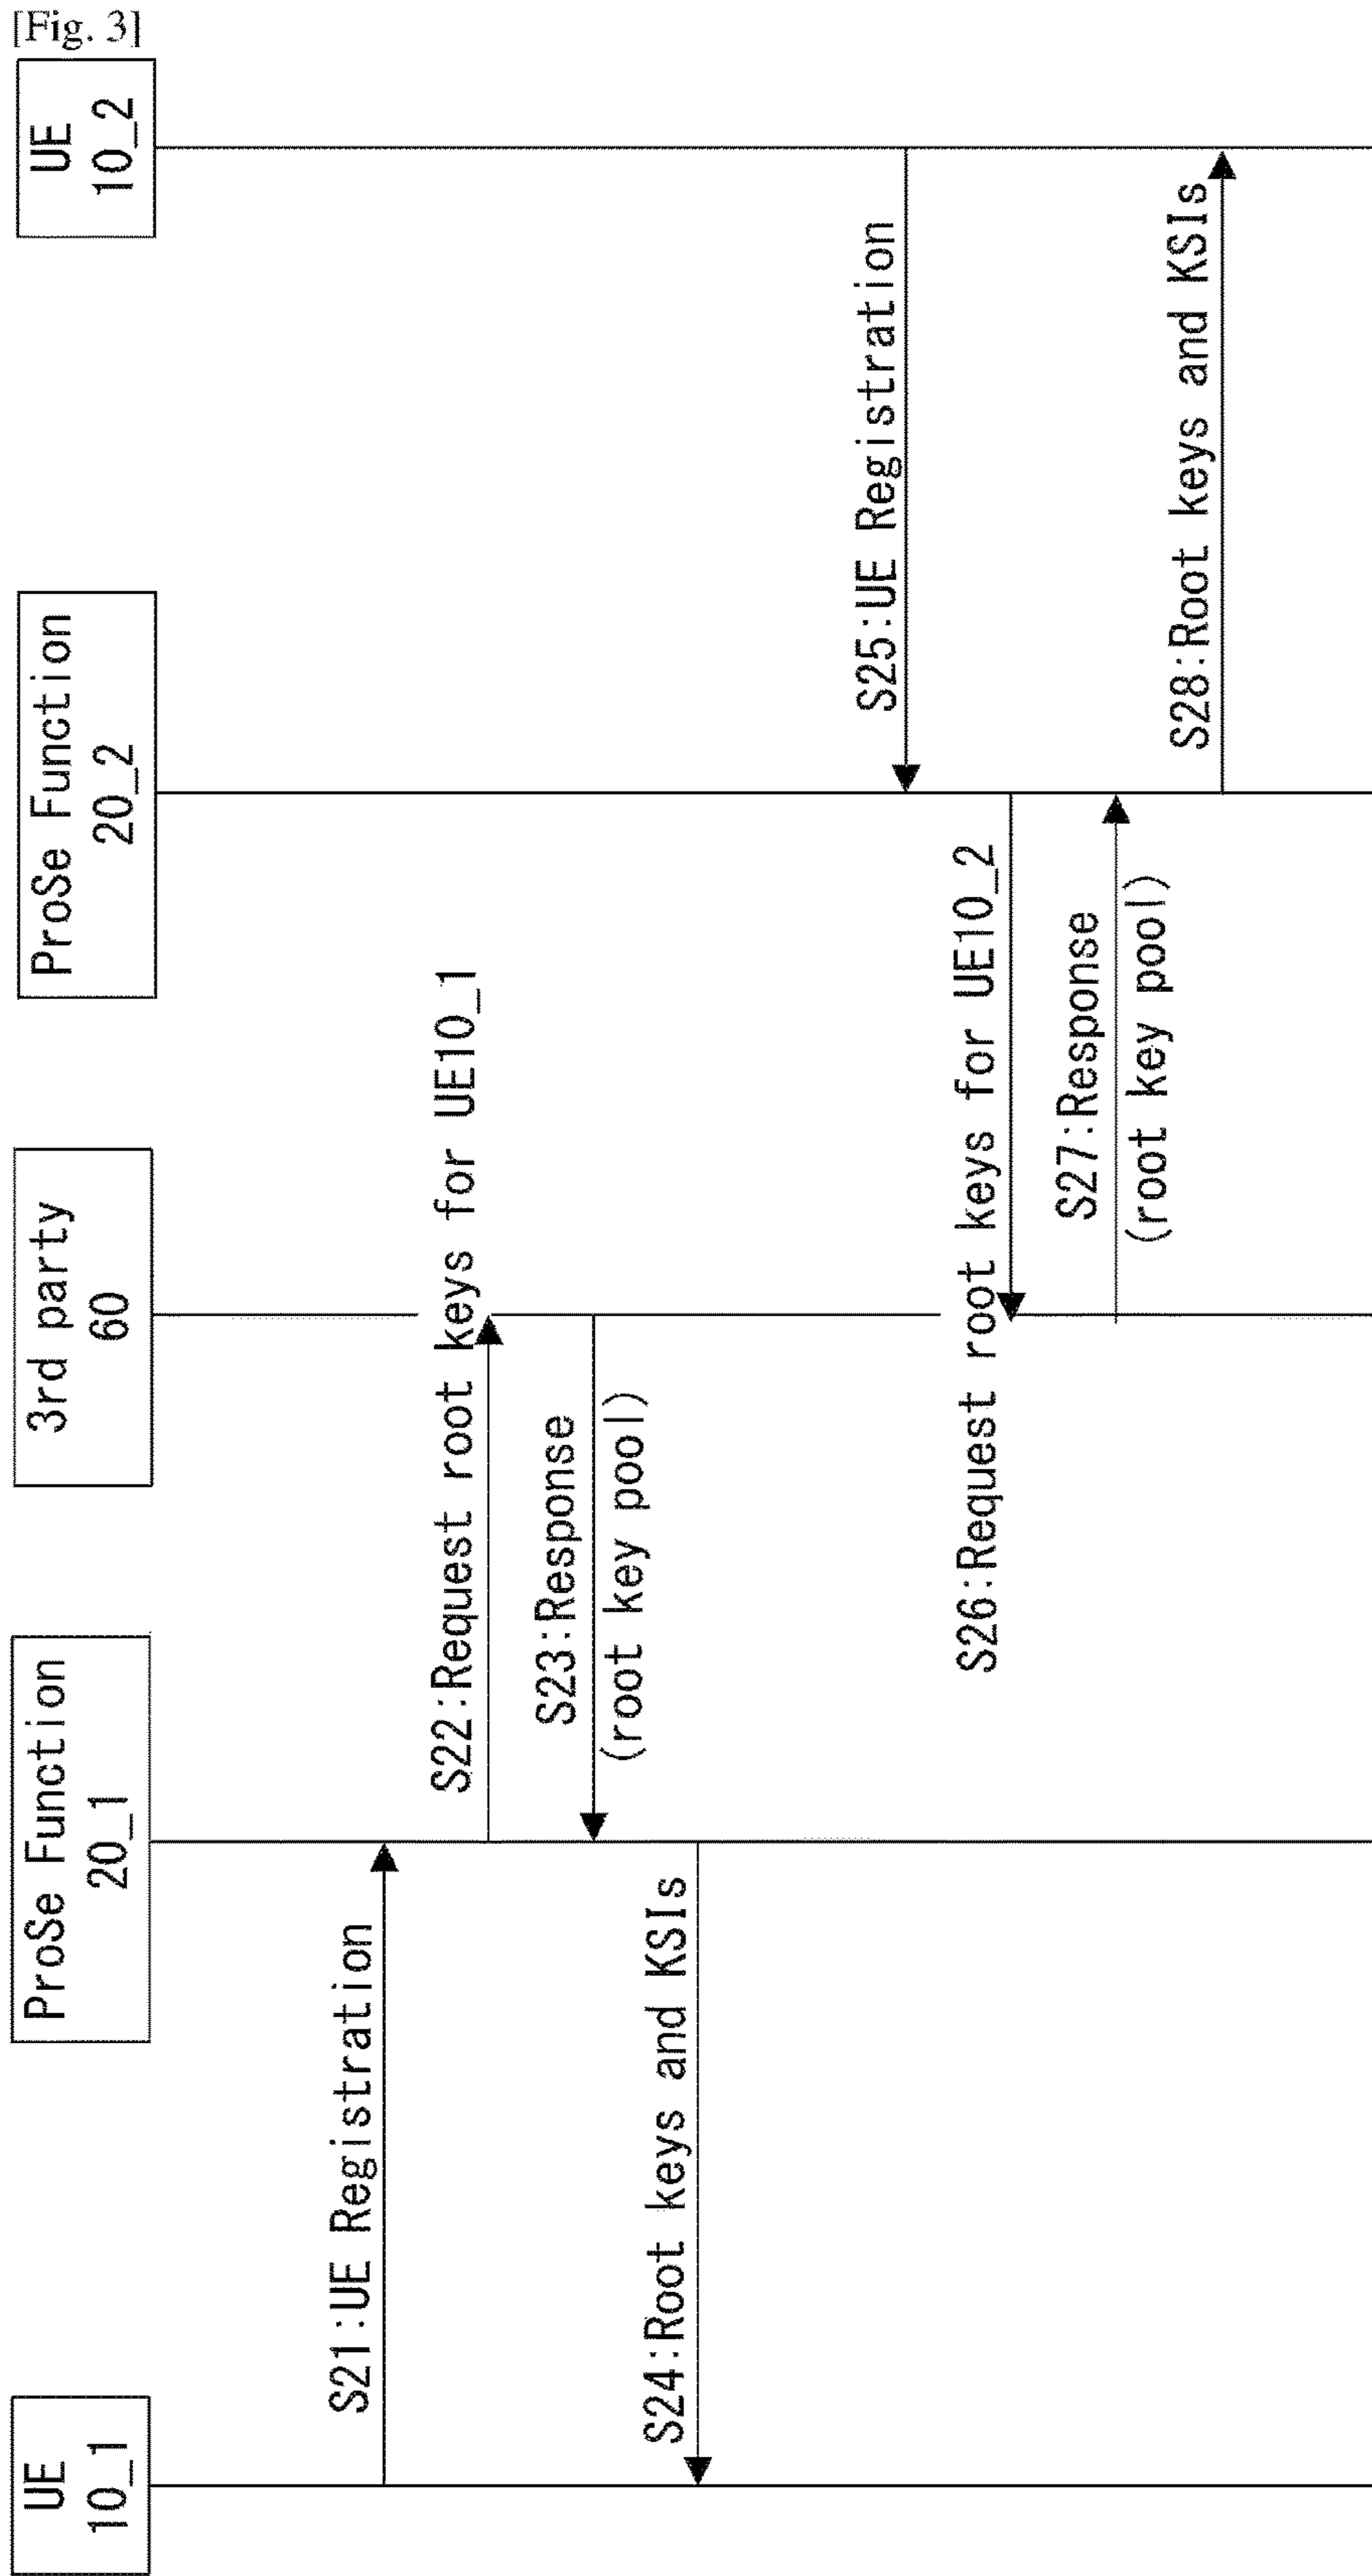 [Fig. 3]
UE
10_1
ProSe Function
20_1
3rd party
60
ProSe Function
20_2
UE
10_2
S21:UE Registration
S22:Request root keys for UE10_1
S23:Response
(root key pool)
S24:Root keys and KSIs
S25:UE Registration
S26:Request root keys for UE10_2
S27:Response
(root key pool)
S28:Root keys and KSIs